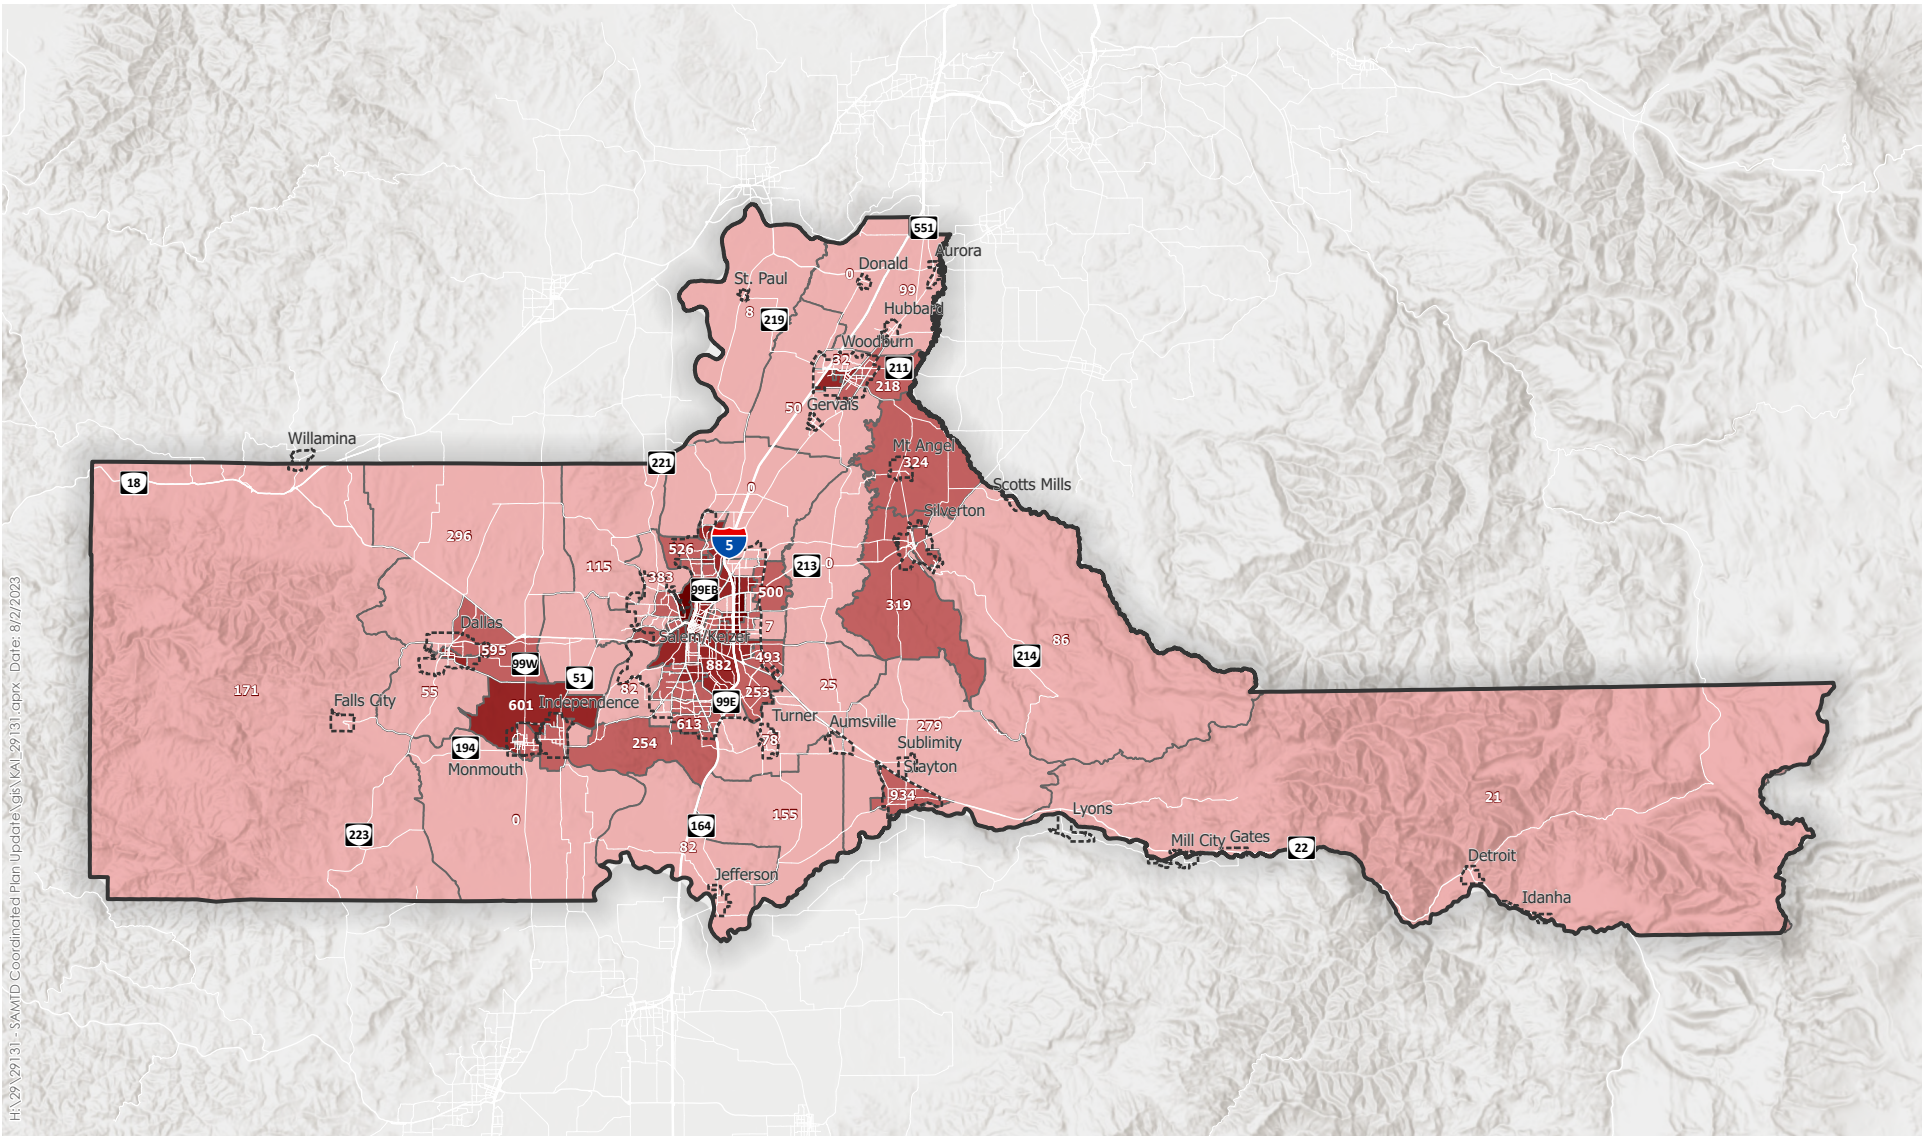 551
Aurora
Donald
0
St. Paul
99
8
219
Hubbard
Woodburn
32
211
218
50
Gervais
Willamina
Mt Angel
221
324
18
Scotts Mills
0
Silverton
296
526
5
213
0
115
383
99EB
500
319
7
Dallas
Salem/Keizer
86
595
99W
882
493
214
51
171
55
82
253
25
Falls City
601
Independence
99E
Turner
613
Aumsville
279
194
254
78
Sublimity
Monmouth
Stayton
934
21
0
155
Lyons
223
164
Mill City
Gates
22
82
Detroit
Jefferson
Idanha
H:\29\29131 - SAMTD Coordinated Plan Update\gis\KAI_29131.aprx Date: 8/2/2023